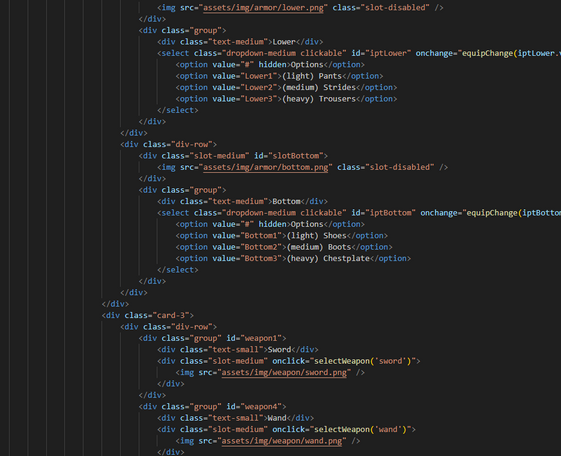 <img src="assets/img/armor/lower.png" class="slot-disabled" />
</div>
<div class="group">
<div class="text-medium">Lower</div>
<select class="dropdown-medium clickable" id="iptLower" onchange="equipChange(iptLower.v
<option value="#" hidden>Options</option>
<option value="Lower1">(light) Pants</option>
<option value="Lower2">(medium) Strides</option>
<option value="Lower3">(heavy) Trousers</option>
</select>
</div>
</div>
<div class="div-row">
<div class="slot-medium" id="slotBottom">
<img src="assets/img/armor/bottom.png" class="slot-disabled" />
</div>
<div class="group">
<div class="text-medium">Bottom</div>
<select class="dropdown-medium clickable" id="iptBottom" onchange="equipChange(iptBottom
<option value="#" hidden>Options</option>
<option value="Bottom1">(light) Shoes</option>
<option value="Bottom2">(medium) Boots</option>
<option value="Bottom3">(heavy) Chestplate</option>
</select>
</div>
</div>
</div>
<div class="card-3">
<div class="div-row">
<div class="group" id="weapon1">
<div class="text-small">Sword</div>
<div class="slot-medium" onclick="selectWeapon('sword')">
<img src="assets/img/weapon/sword.png" />
</div>
</div>
<div class="group" id="weapon4">
<div class="text-small">Wand</div>
<div class="slot-medium" onclick="selectWeapon('wand')">
<img src="assets/img/weapon/wand.png" />
</div>